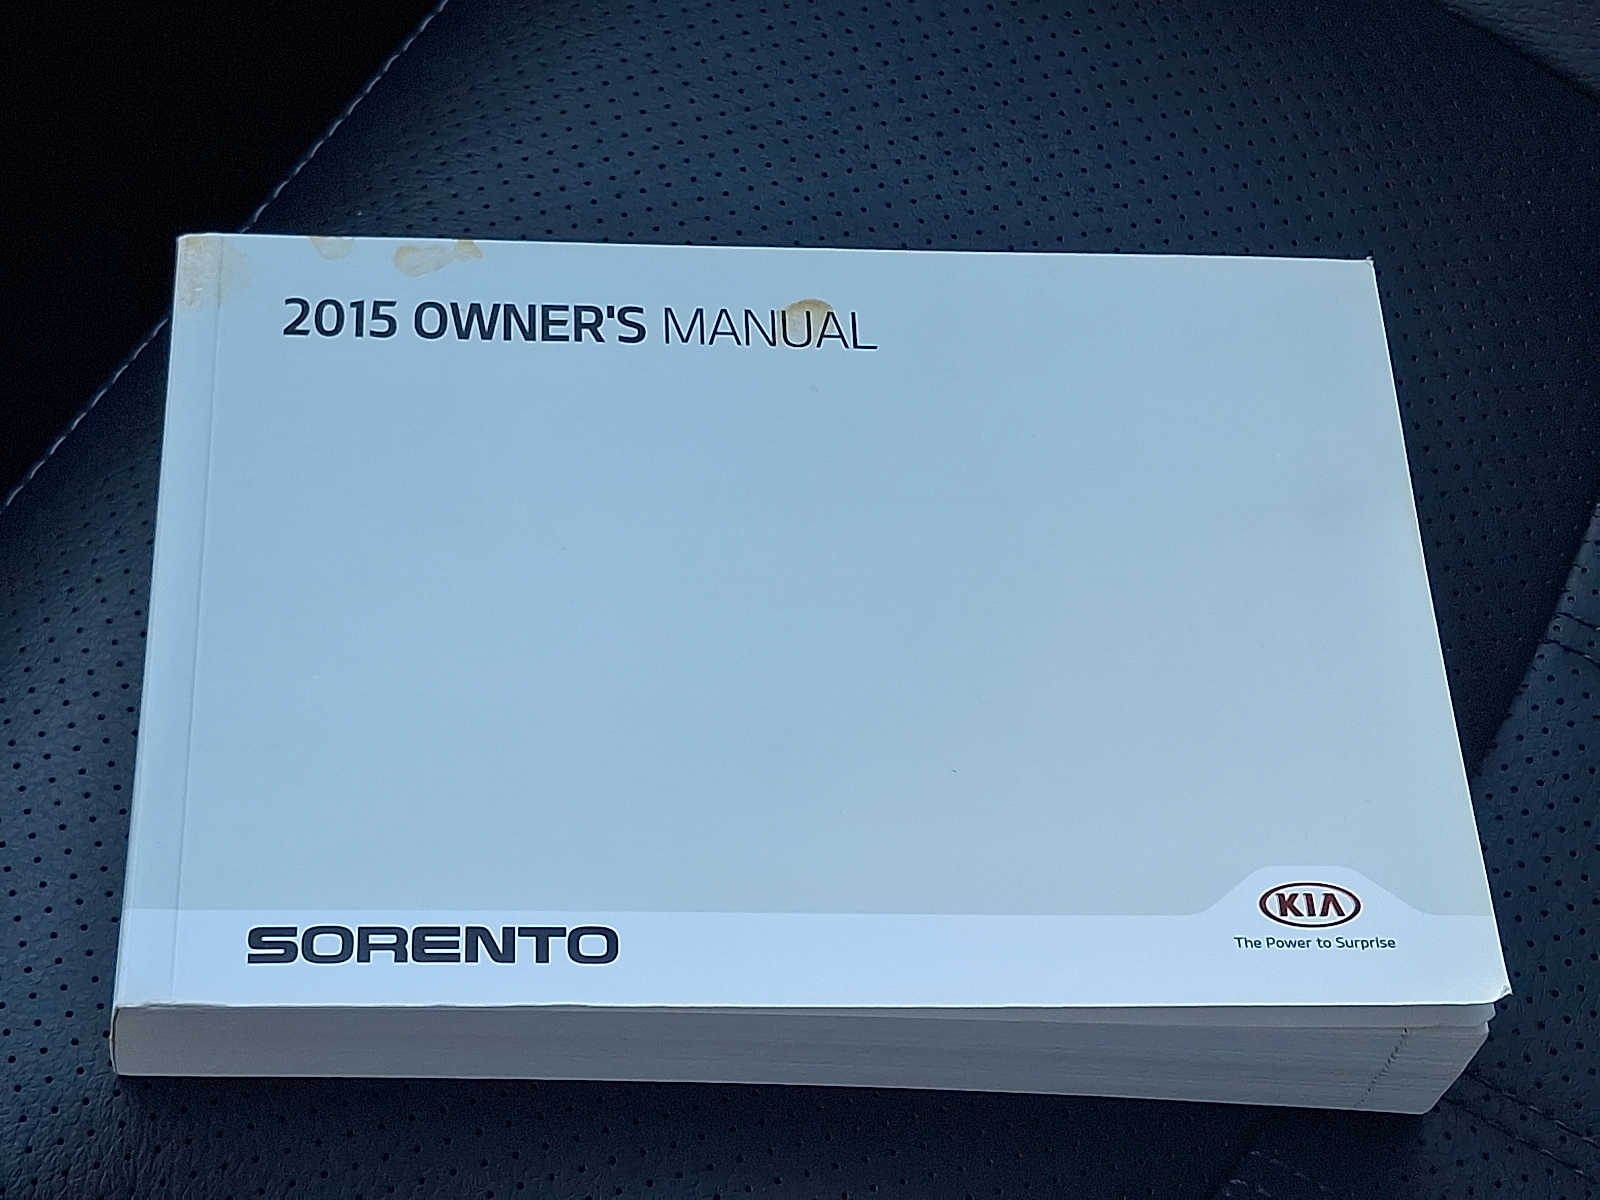 2015 OWNER'S MANUAL
SORENTO
KIA
The Power to Surprise